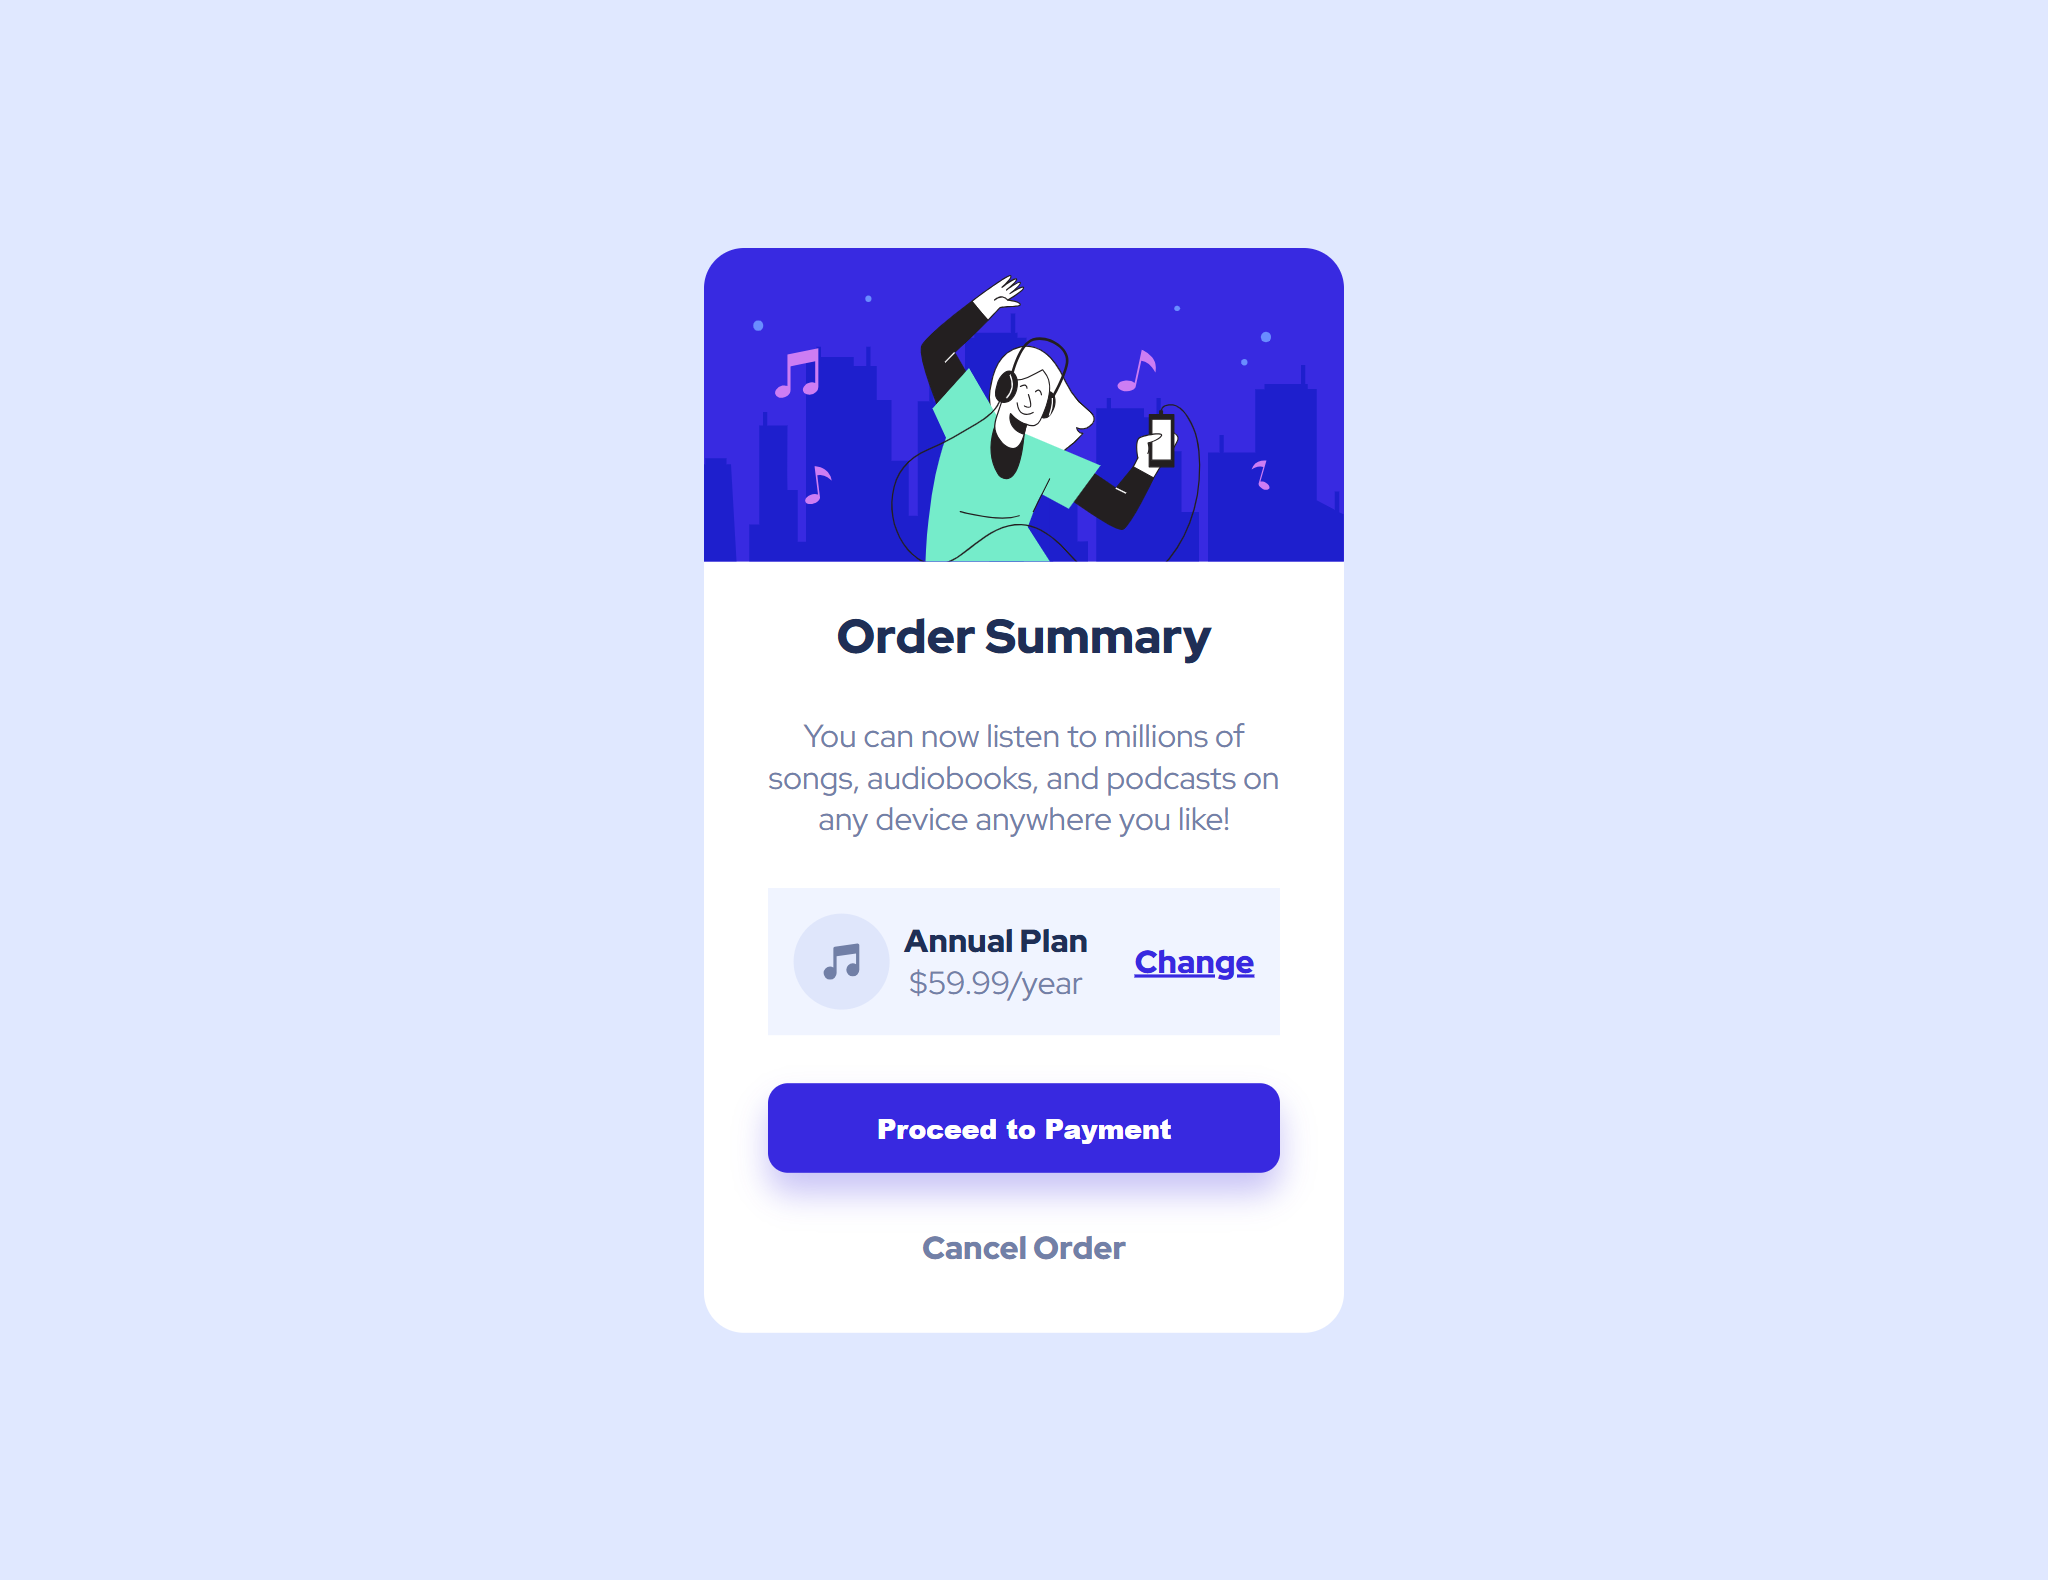 Order Summary
You can now listen to millions of
songs, audiobooks, and podcasts on
any device anywhere you like!
Annual Plan
$59.99/year
Change
Proceed to Payment
Cancel Order